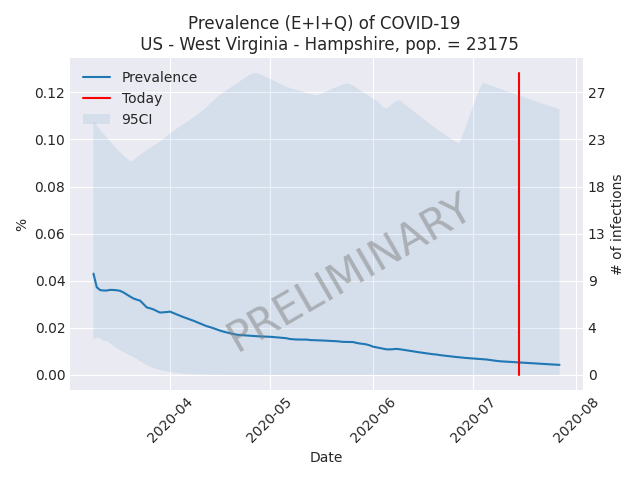 Prevalence (E+I+Q) of COVID-19
US - West Virginia - Hampshire, pop. = 23175
Prevalence
Today
95CI
0.12
0.10
0.08
0.06
0.04
0.02
0.00
%
27
23
18
13
9
4
0
# of infections
PRELIMINARY
2020-04
2020-05
2020-06
2020-07
2020-08
Date